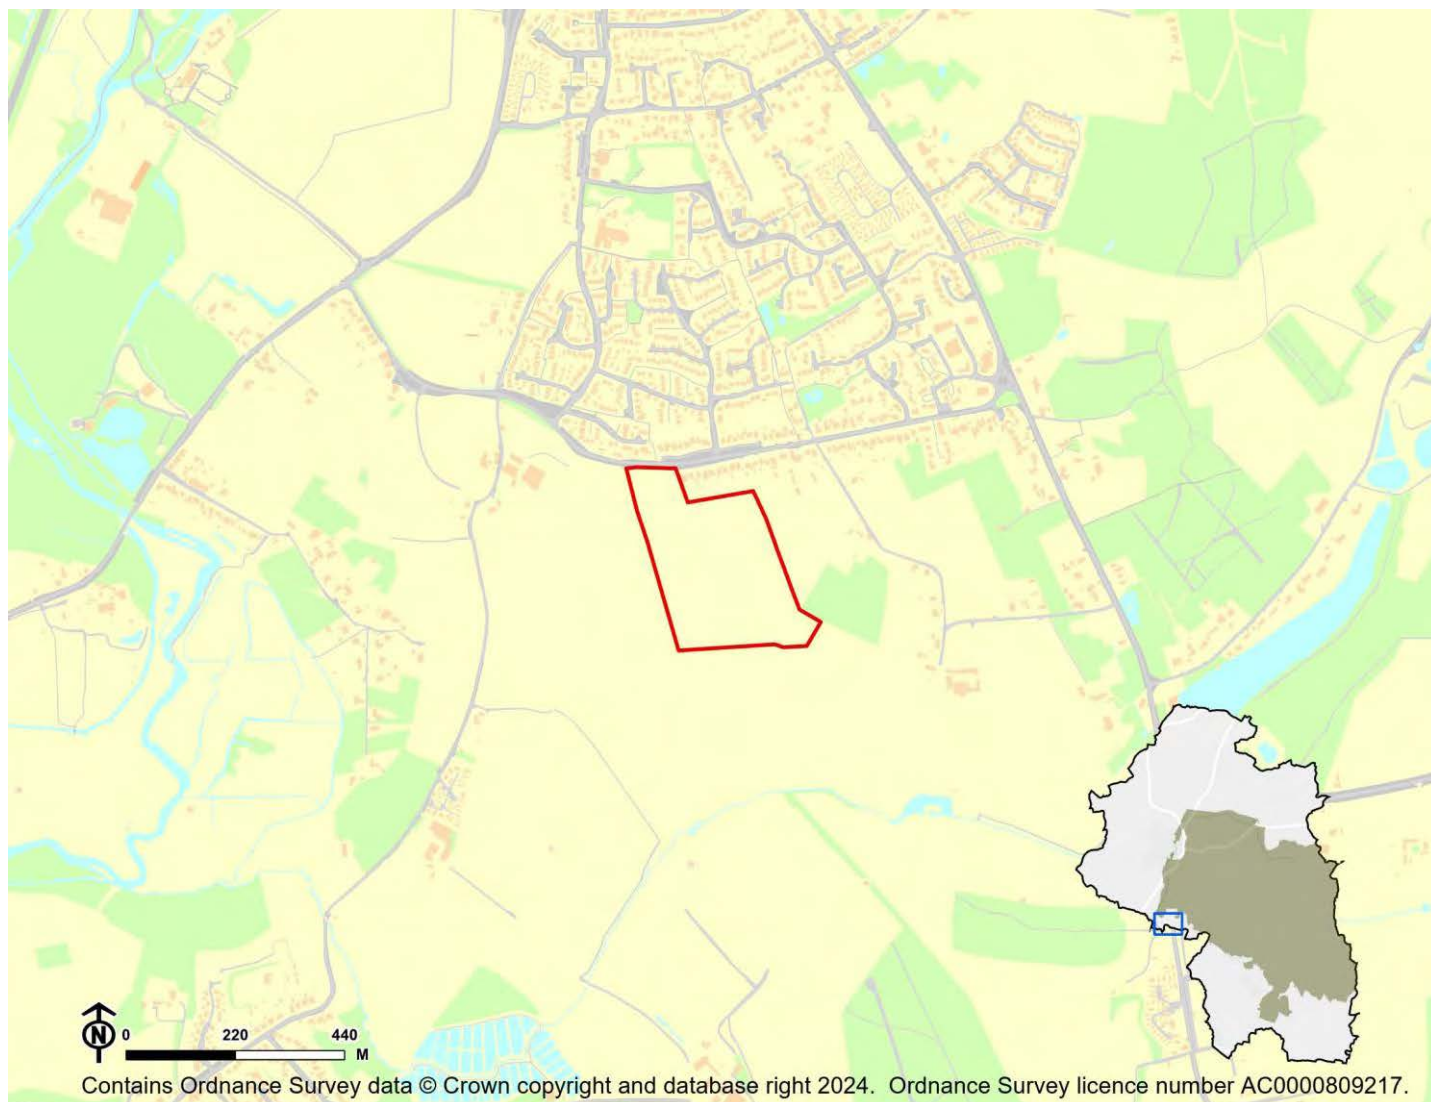 N 0 220 440
M
Contains Ordnance Survey data © Crown copyright and database right 2024. Ordnance Survey licence number AC0000809217.